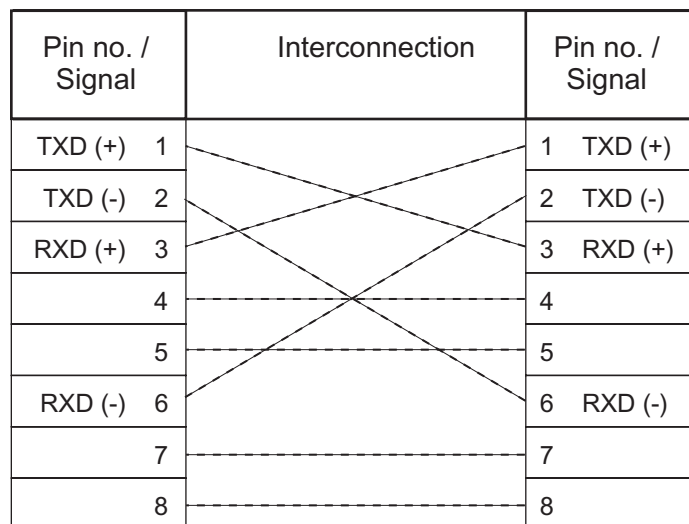 Pin no. / Interconnection Pin no. /
Signal Signal
TXD (+) 1 1 TXD (+)
TXD (-) 2 2 TXD (-)
RXD (+) 3 3 RXD (+)
4 4
5 5
RXD (-) 6 6 RXD (-)
7 7
8 8